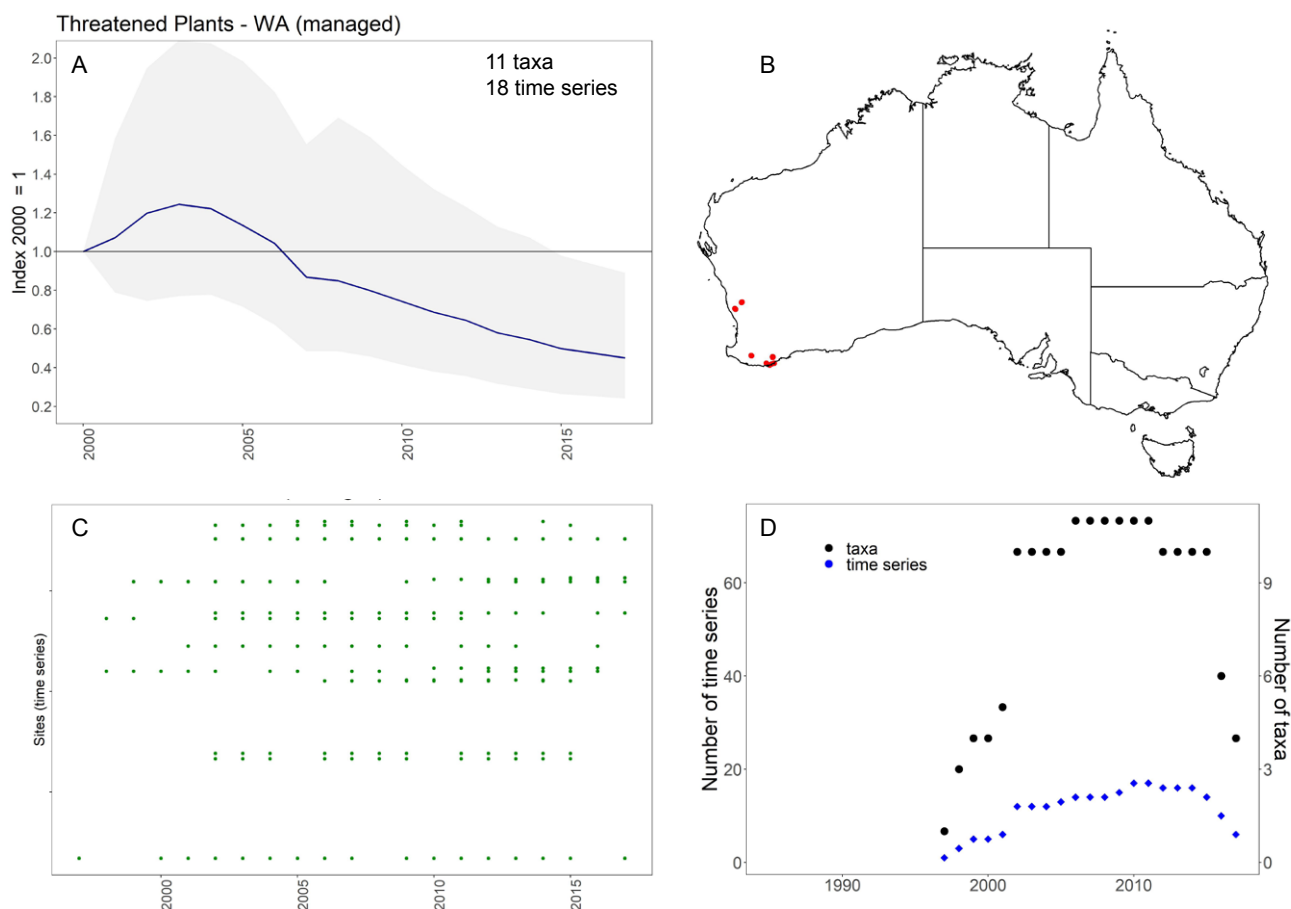 Threatened Plants - WA (managed)
A
11 taxa
18 time series
2.0
1.8
1.6
1.4
1.2
1.0
0.8
0.6
0.4
0.2
Index 2000 = 1
2000
2005
2010
2015
B
C
Sites (time series)
2000
2005
2010
2015
D
taxa
time series
60
40
20
0
Number of time series
9
6
3
0
Number of taxa
1990
2000
2010